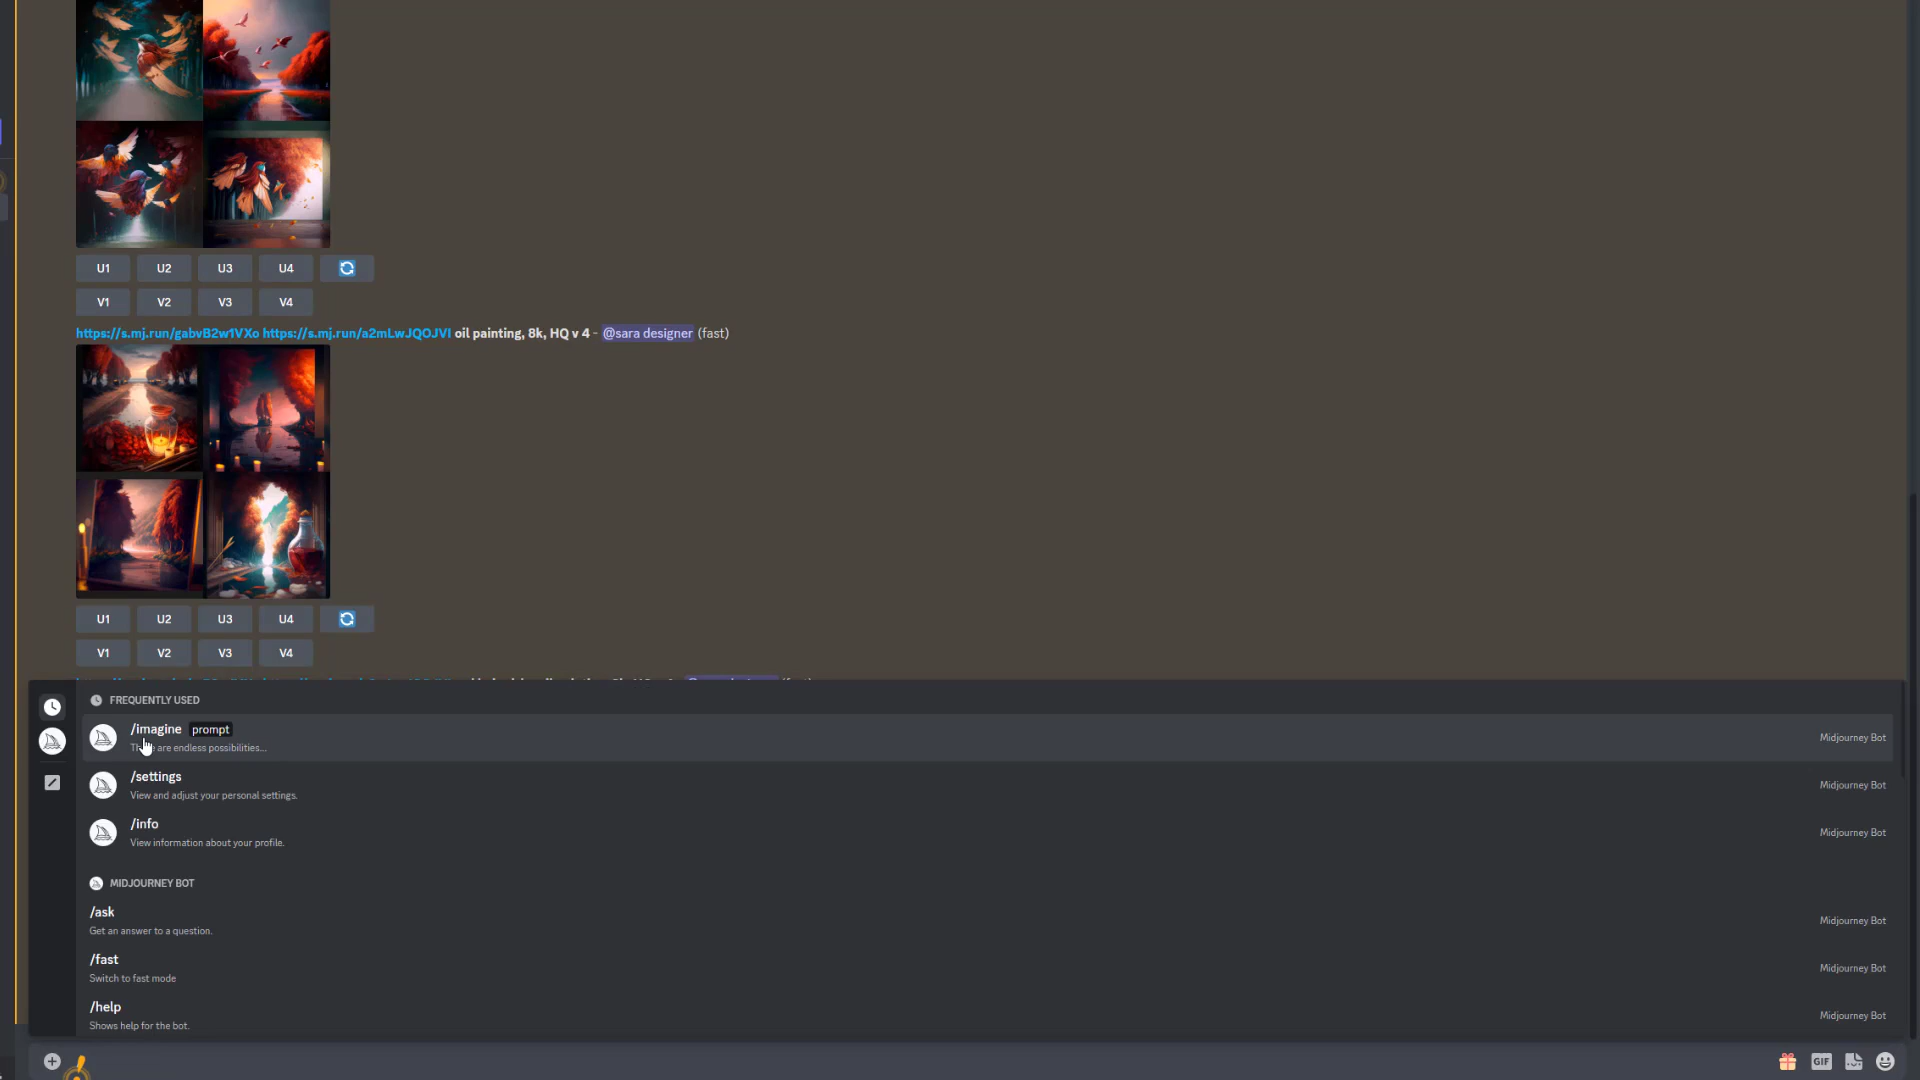 U1 U2 U3 U4
V1 V2 V3 V4
https://s.mj.run/gabvB2w1VXo https://s.mj.run/a2mLwJQOJVI oil painting, 8k, HQ v 4 - @sara designer (fast)
U1 U2 U3 U4
V1 V2 V3 V4
FREQUENTLY USED
/imagine prompt
are endless possibilities...
Midjourney Bot
/settings
View and adjust your personal settings.
Midjourney Bot
/info
View information about your profile.
Midjourney Bot
MIDJOURNEY BOT
/ask
Get an answer to a question.
Midjourney Bot
/fast
Switch to fast mode
Midjourney Bot
/help
Shows help for the bot.
Midjourney Bot
GIF